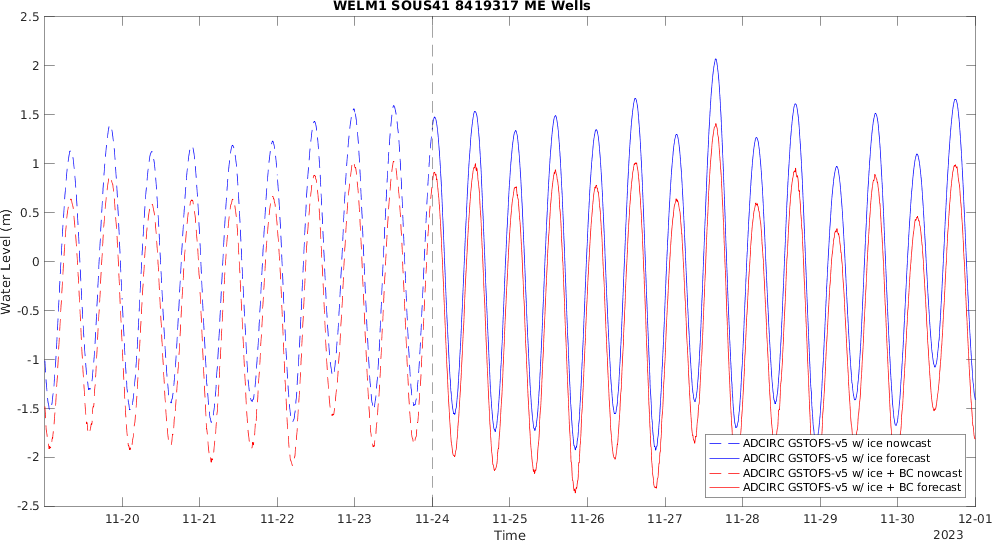 WELM1 SOUS41 8419317 ME Wells
2.5
2
1.5
1
0.5
0
-0.5
-1
-1.5
-2
-2.5
Water Level (m)
ADCIRC GSTOFS-v5 w/ ice nowcast
ADCIRC GSTOFS-v5 w/ ice forecast
ADCIRC GSTOFS-v5 w/ ice + BC nowcast
ADCIRC GSTOFS-v5 w/ ice + BC forecast
11-20 11-21 11-22 11-23 11-24 11-25 11-26 11-27 11-28 11-29 11-30 12-01
Time
2023